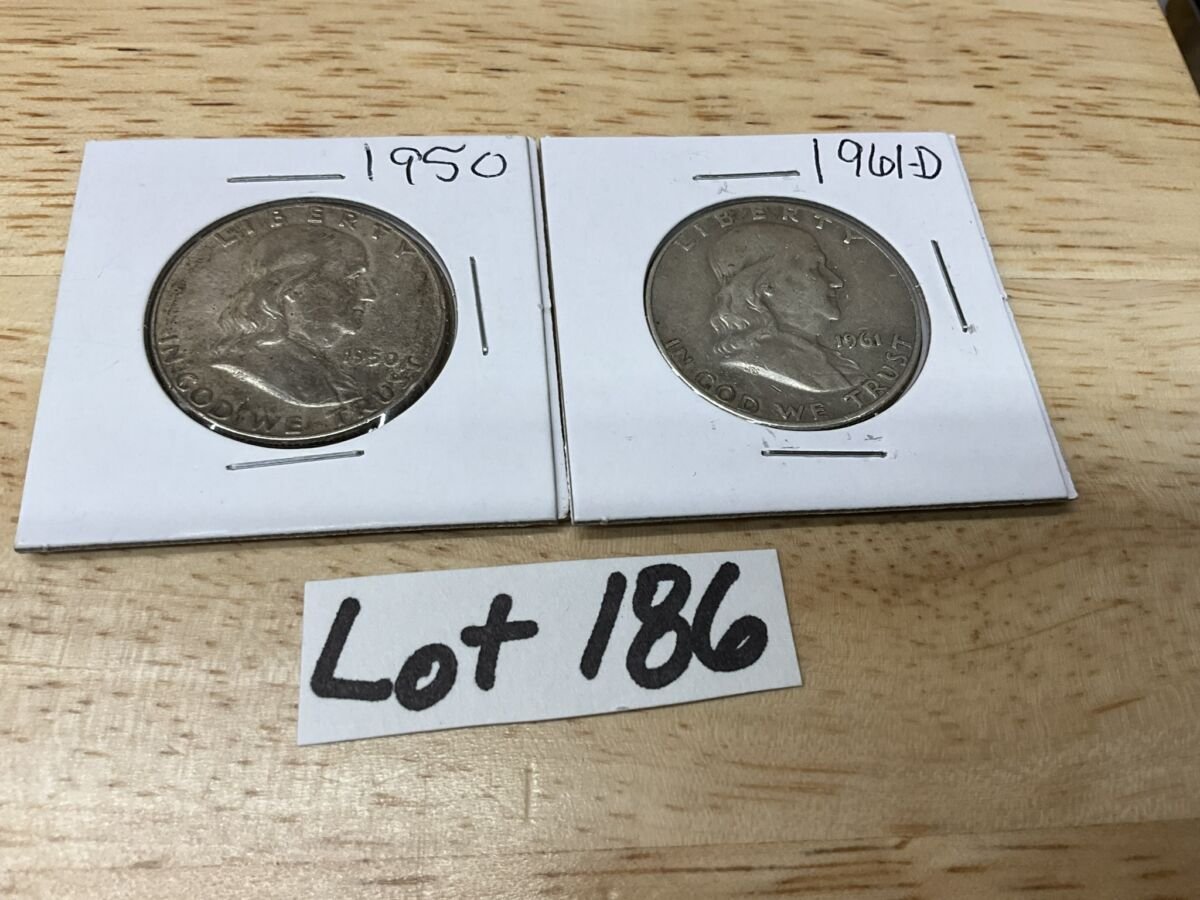 1950
1961-D
LIBERTY
1950
IN GOD WE TRUST
LIBERTY
1961
IN GOD WE TRUST
Lot 186